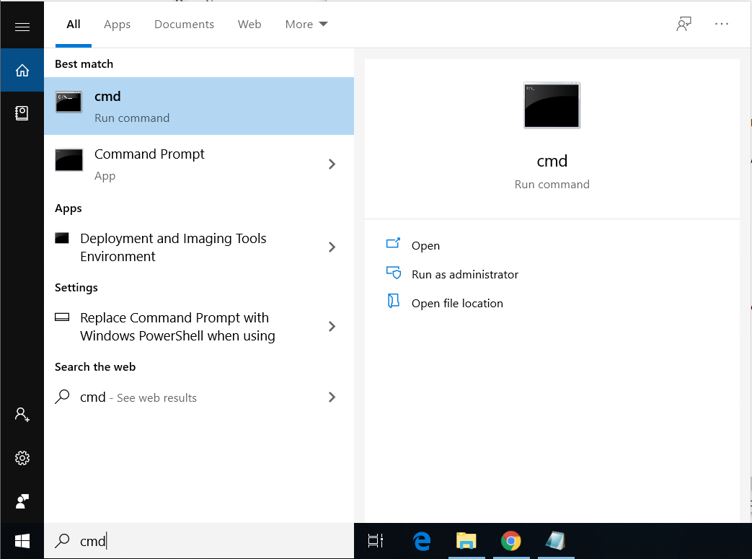 All Apps Documents Web More
Best match
cmd
Run command
Command Prompt
App
Apps
Deployment and Imaging Tools
Environment
Settings
Replace Command Prompt with
Windows PowerShell when using
Search the web
cmd - See web results
cmd
cmd
Run command
Open
Run as administrator
Open file location